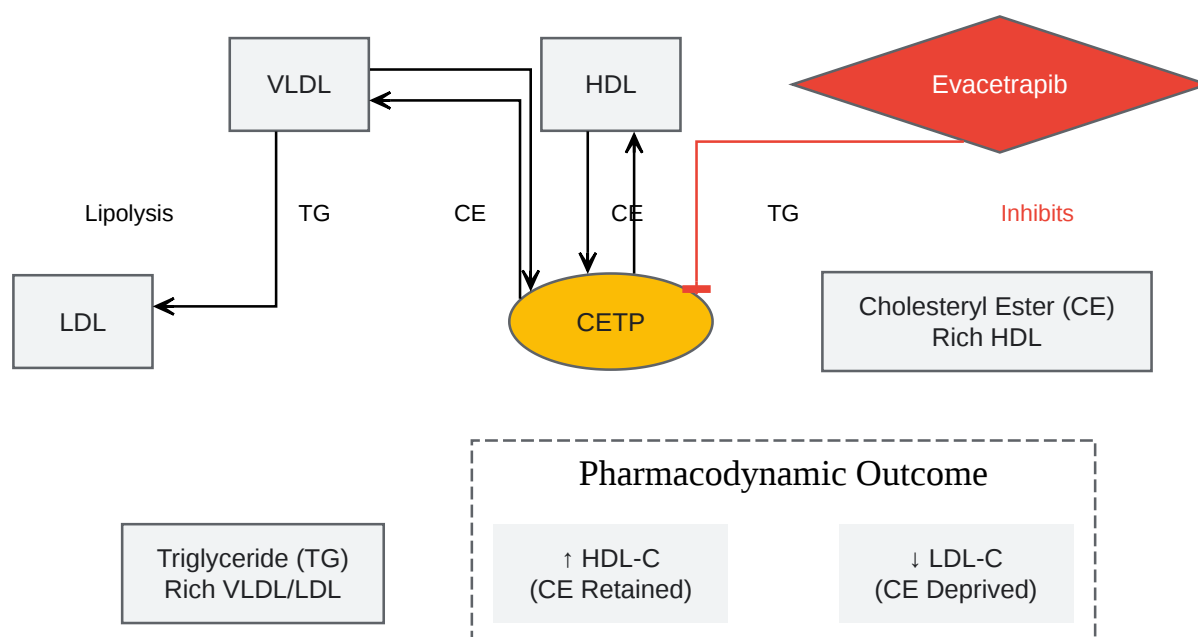 VLDL
HDL
Evacetrapib
Lipolysis
TG
CE
CE
TG
Inhibits
LDL
CETP
Cholesteryl Ester (CE)
Rich HDL
Pharmacodynamic Outcome
Triglyceride (TG)
Rich VLDL/LDL
↑ HDL-C
(CE Retained)
↓ LDL-C
(CE Deprived)